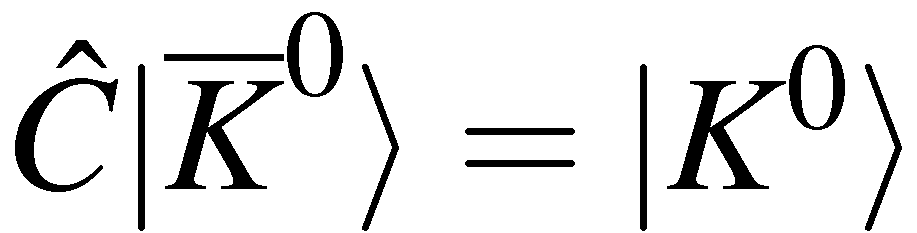 Ĉ|K̅⁰⟩ = |K⁰⟩